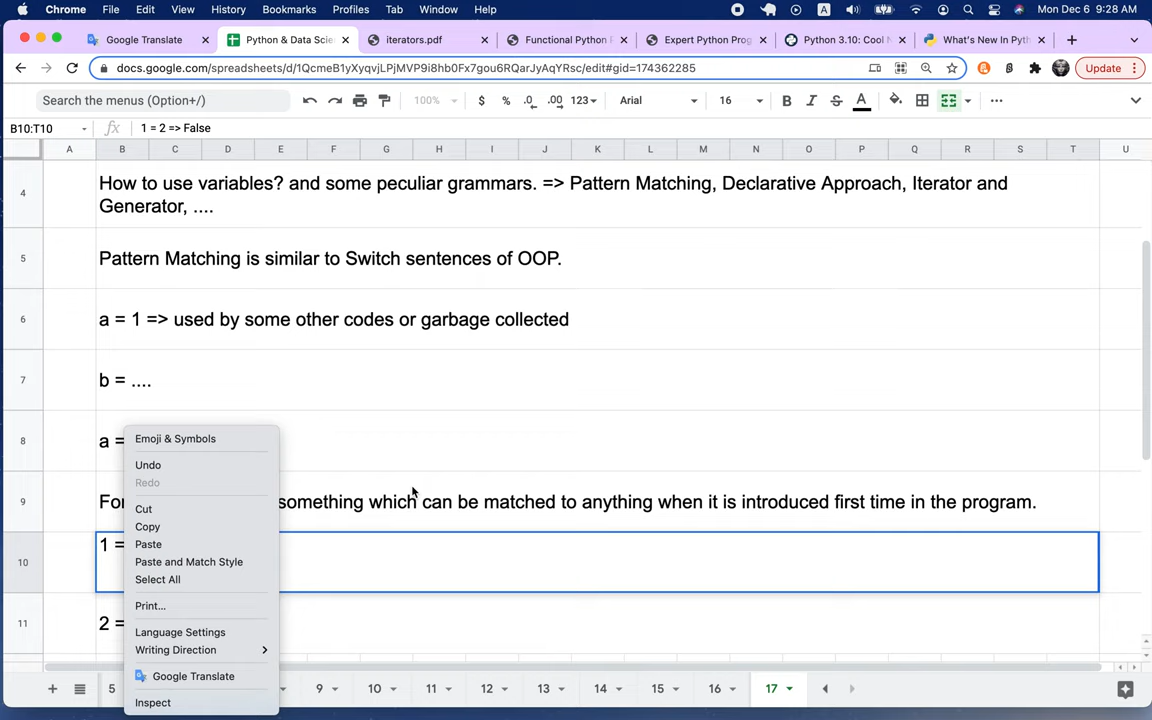 Chrome File Edit View History Bookmarks Profiles Tab Window Help A Mon Dec 6 9:28 AM
Google Translate Python & Data Scie iterators.pdf Functional Python Expert Python Prog Python 3.10: Cool N What's New In Pyth
docs.google.com/spreadsheets/d/1QcmeB1yXyqvjLPjMVP9i8hb0Fx7gou6RQarJyAqYRsc/edit#gid=174362285 Update
Search the menus (Option+/) 100% $ % .0 .00 123 Arial 16 B I S A
B10:T10 fx 1 = 2 => False
A B C D E F G H I J K L M N O P Q R S T U
4 How to use variables? and some peculiar grammars. => Pattern Matching, Declarative Approach, Iterator and
Generator, ....
5 Pattern Matching is similar to Switch sentences of OOP.
6 a = 1 => used by some other codes or garbage collected
7 b = ....
8 a =
9 For something which can be matched to anything when it is introduced first time in the program.
10 1 =
11 2 =
Emoji & Symbols
Undo
Redo
Cut
Copy
Paste
Paste and Match Style
Select All
Print...
Language Settings
Writing Direction
Google Translate
Inspect
5 9 10 11 12 13 14 15 16 17